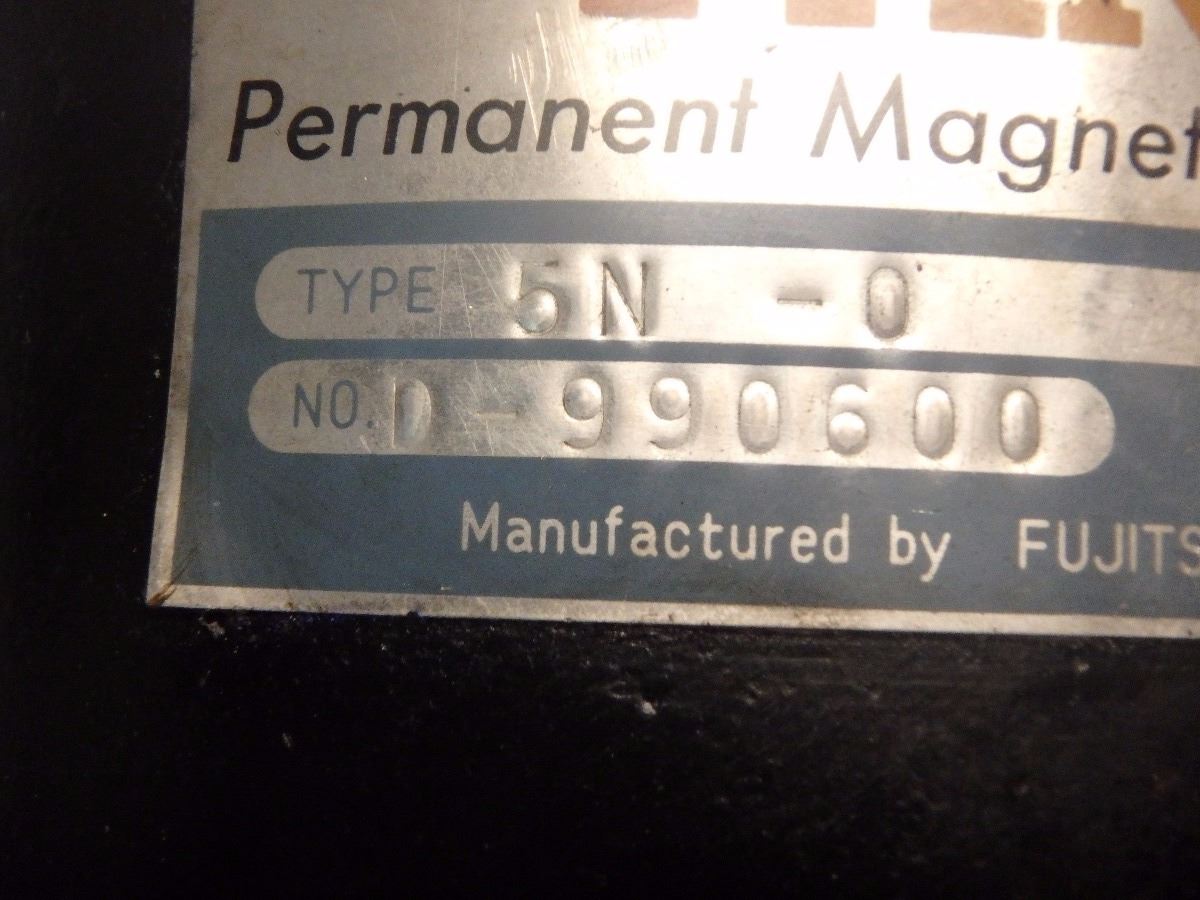 Permanent Magnet
TYPE 5N -0
NO. D-990600
Manufactured by FUJITS